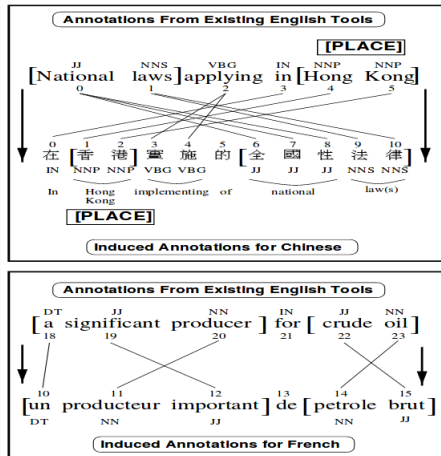 Annotations From Existing English Tools
[PLACE]
JJ NNS VBG IN NNP NNP
[National laws] applying in [Hong Kong]
0 1 2 3 4 5
0 1 2 3 4 5 6 7 8 9 10
在 [香 港] 實 施 的 [全 國 性 法 律]
IN NNP NNP VBG VBG JJ JJ JJ NNS NNS
In Hong Kong implementing of national law(s)
[PLACE]
Induced Annotations for Chinese
Annotations From Existing English Tools
DT JJ NN IN JJ NN
[a significant producer] for [crude oil]
18 19 20 21 22 23
10 11 12 13 14 15
[un producteur important] de [petrole brut]
DT NN JJ NN JJ
Induced Annotations for French